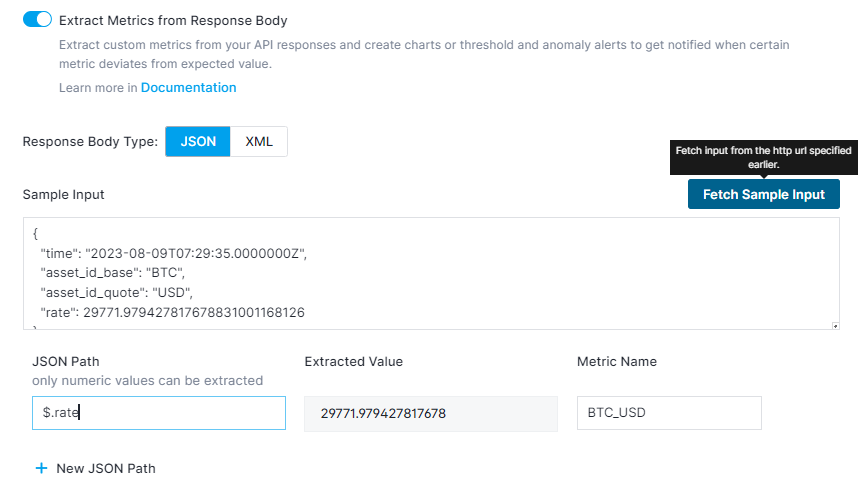 Extract Metrics from Response Body
Extract custom metrics from your API responses and create charts or threshold and anomaly alerts to get notified when certain
metric deviates from expected value.
Learn more in Documentation
Response Body Type: JSON XML
Fetch input from the http url specified
earlier.
Sample Input
Fetch Sample Input
{
"time": "2023-08-09T07:29:35.0000000Z",
"asset_id_base": "BTC",
"asset_id_quote": "USD",
"rate": 29771.979427817678831001168126
JSON Path
only numeric values can be extracted
Extracted Value
Metric Name
$.rate
29771.979427817678
BTC_USD
+ New JSON Path